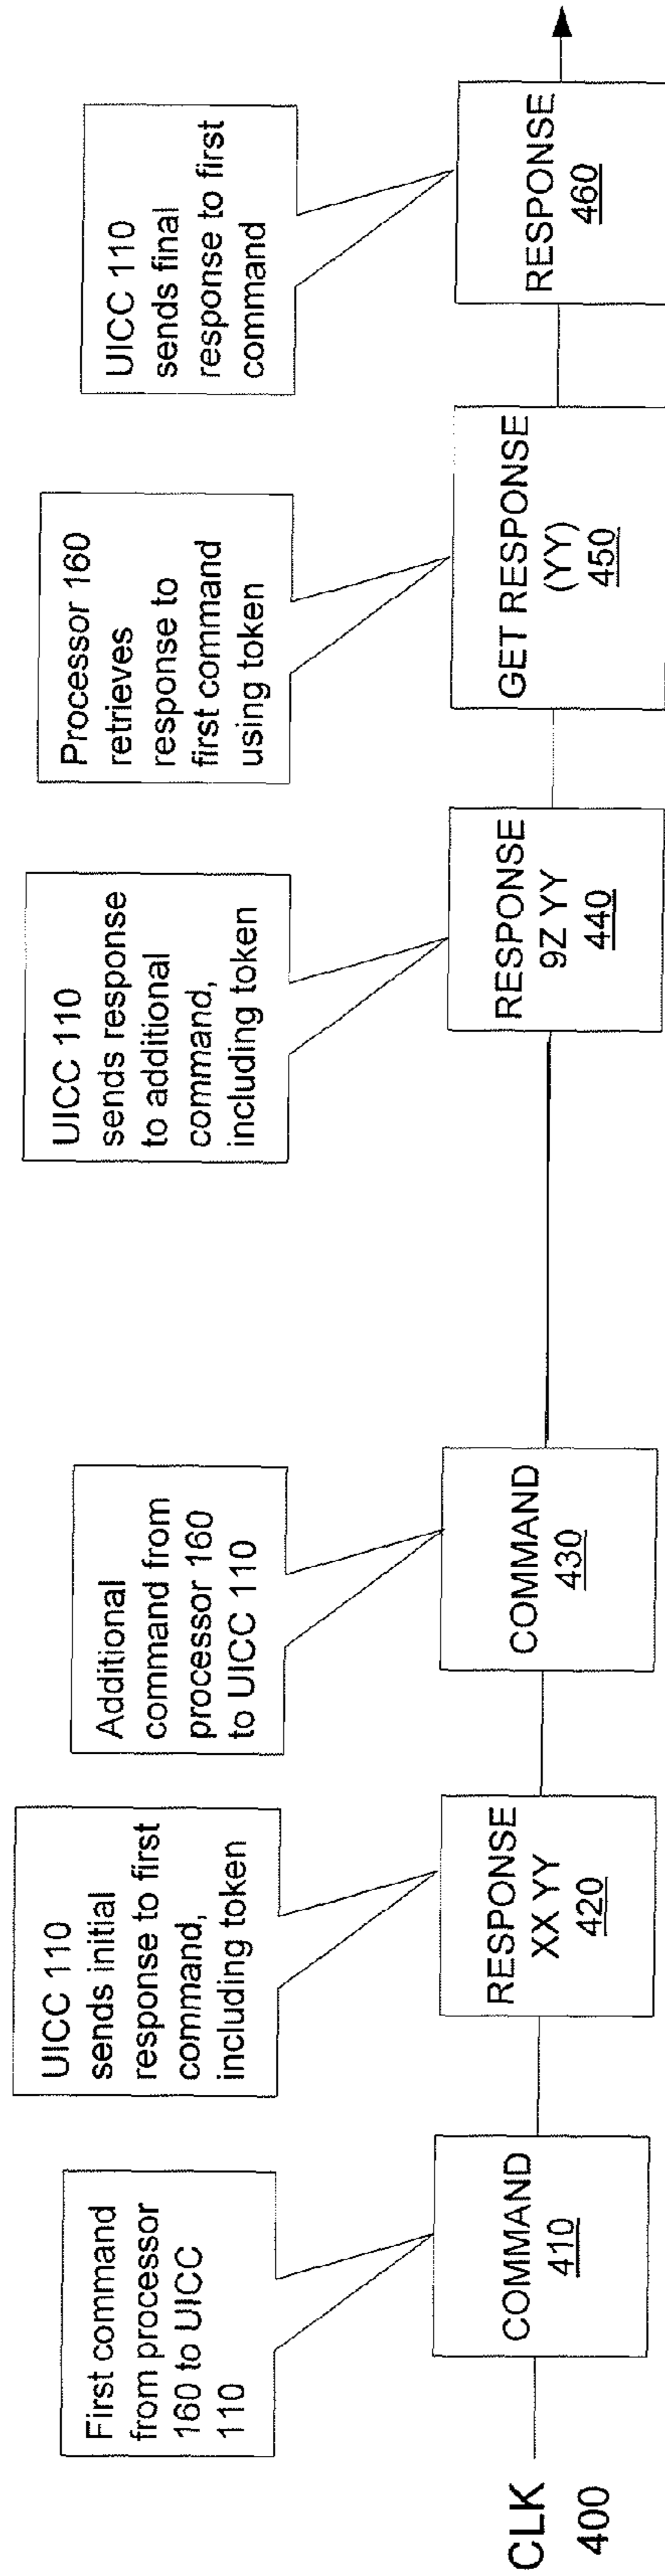 First command
from processor
160 to UICC
110
UICC 110
sends initial
response to first
command,
including token
Additional
command from
processor 160
to UICC 110
UICC 110
sends response
to additional
command,
including token
Processor 160
retrieves
response to
first command
using token
UICC 110
sends final
response to first
command
CLK
400
COMMAND
410
RESPONSE
XX YY
420
COMMAND
430
RESPONSE
9Z YY
440
GET RESPONSE
(YY)
450
RESPONSE
460